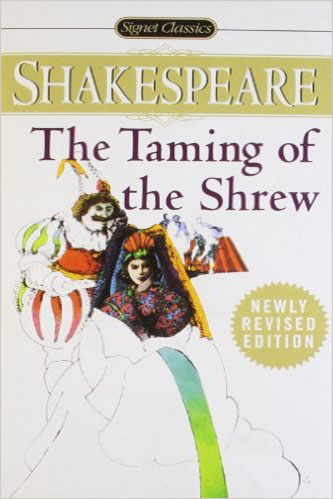 Signet Classics
SHAKESPEARE
The Taming of
the Shrew
NEWLY
REVISED
EDITION